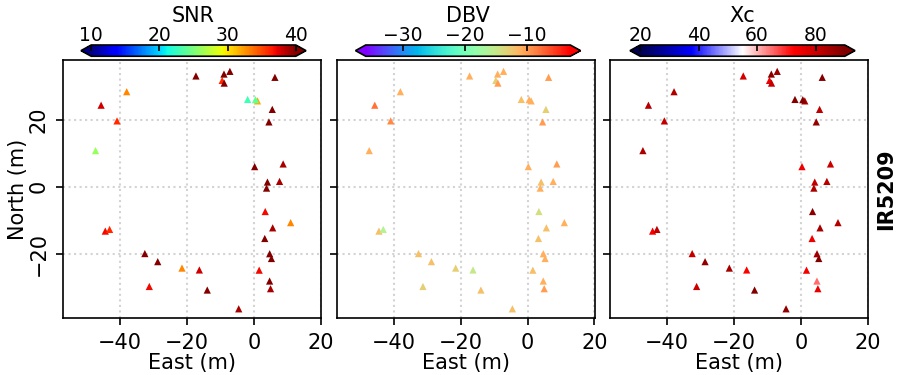 SNR DBV Xc
10 20 30 40 −30 −20 −10 20 40 60 80
North (m)
20
0
−20
IR5209
−40 −20 0 20 −40 −20 0 20 −40 −20 0 20
East (m) East (m) East (m)